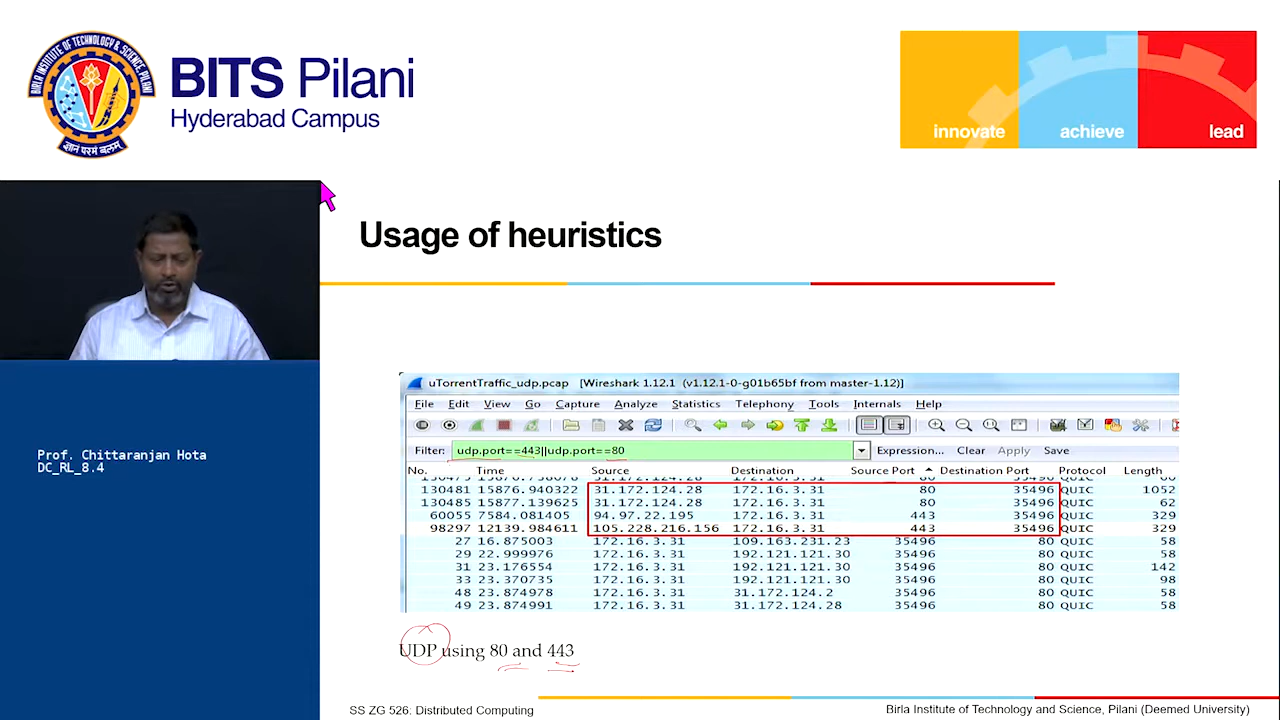 BIRLA INSTITUTE OF TECHNOLOGY & SCIENCE, PILANI
ज्ञानं परमं बलम्
BITS Pilani
Hyderabad Campus
innovate achieve lead
Usage of heuristics
Prof. Chittaranjan Hota
DC_RL_8.4
uTorrentTraffic_udp.pcap [Wireshark 1.12.1 (v1.12.1-0-g01b65bf from master-1.12)]
File Edit View Go Capture Analyze Statistics Telephony Tools Internals Help
Filter: udp.port==443||udp.port==80 Expression... Clear Apply Save
No. Time Source Destination Source Port Destination Port Protocol Length
130481 15876.940322 31.172.124.28 172.16.3.31 80 35496 QUIC 1052
130483 15877.139625 31.172.124.28 172.16.3.31 80 35496 QUIC 62
60055 7584.081405 94.97.22.195 172.16.3.31 443 35496 QUIC 329
98297 12139.984611 105.228.216.156 172.16.3.31 443 35496 QUIC 329
27 16.875003 172.16.3.31 109.163.231.23 35496 80 QUIC 58
29 22.999976 172.16.3.31 192.121.121.30 35496 80 QUIC 58
31 23.176554 172.16.3.31 192.121.121.30 35496 80 QUIC 142
33 23.370735 172.16.3.31 192.121.121.30 35496 80 QUIC 98
48 23.874978 172.16.3.31 31.172.124.2 35496 80 QUIC 58
49 23.874991 172.16.3.31 31.172.124.28 35496 80 QUIC 58
UDP using 80 and 443
SS ZG 526: Distributed Computing
Birla Institute of Technology and Science, Pilani (Deemed University)